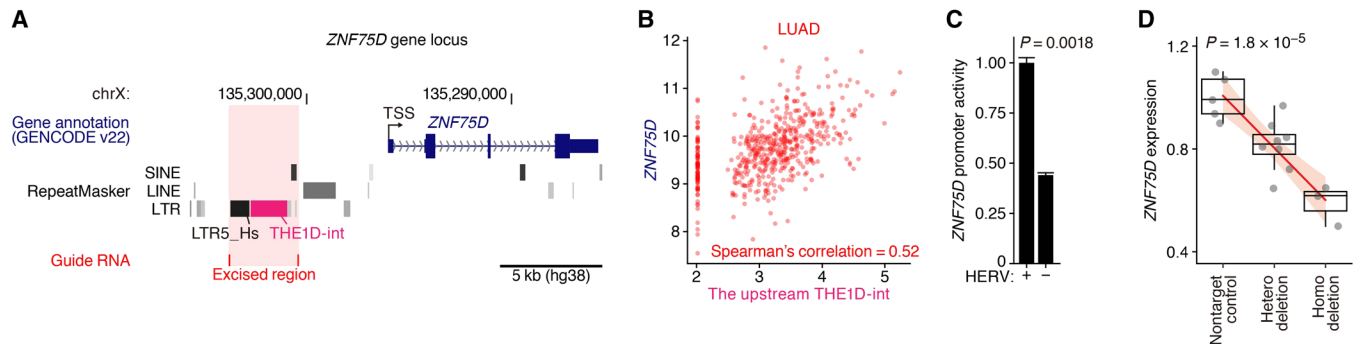 A
ZNF75D gene locus
chrX:
135,300,000
135,290,000
Gene annotation
(GENCODE v22)
TSS
ZNF75D
SINE
RepeatMasker
LINE
LTR
LTR5_Hs
THE1D-int
Guide RNA
Excised region
5 kb (hg38)
B
LUAD
12
11
10
9
8
ZNF75D
Spearman's correlation = 0.52
2
3
4
5
The upstream THE1D-int
C
P = 0.0018
1.00
0.75
0.50
0.25
0
ZNF75D promoter activity
HERV: + −
D
P = 1.8 × 10⁻⁵
1.2
0.8
0.4
ZNF75D expression
Nontarget
control
Hetero
deletion
Homo
deletion